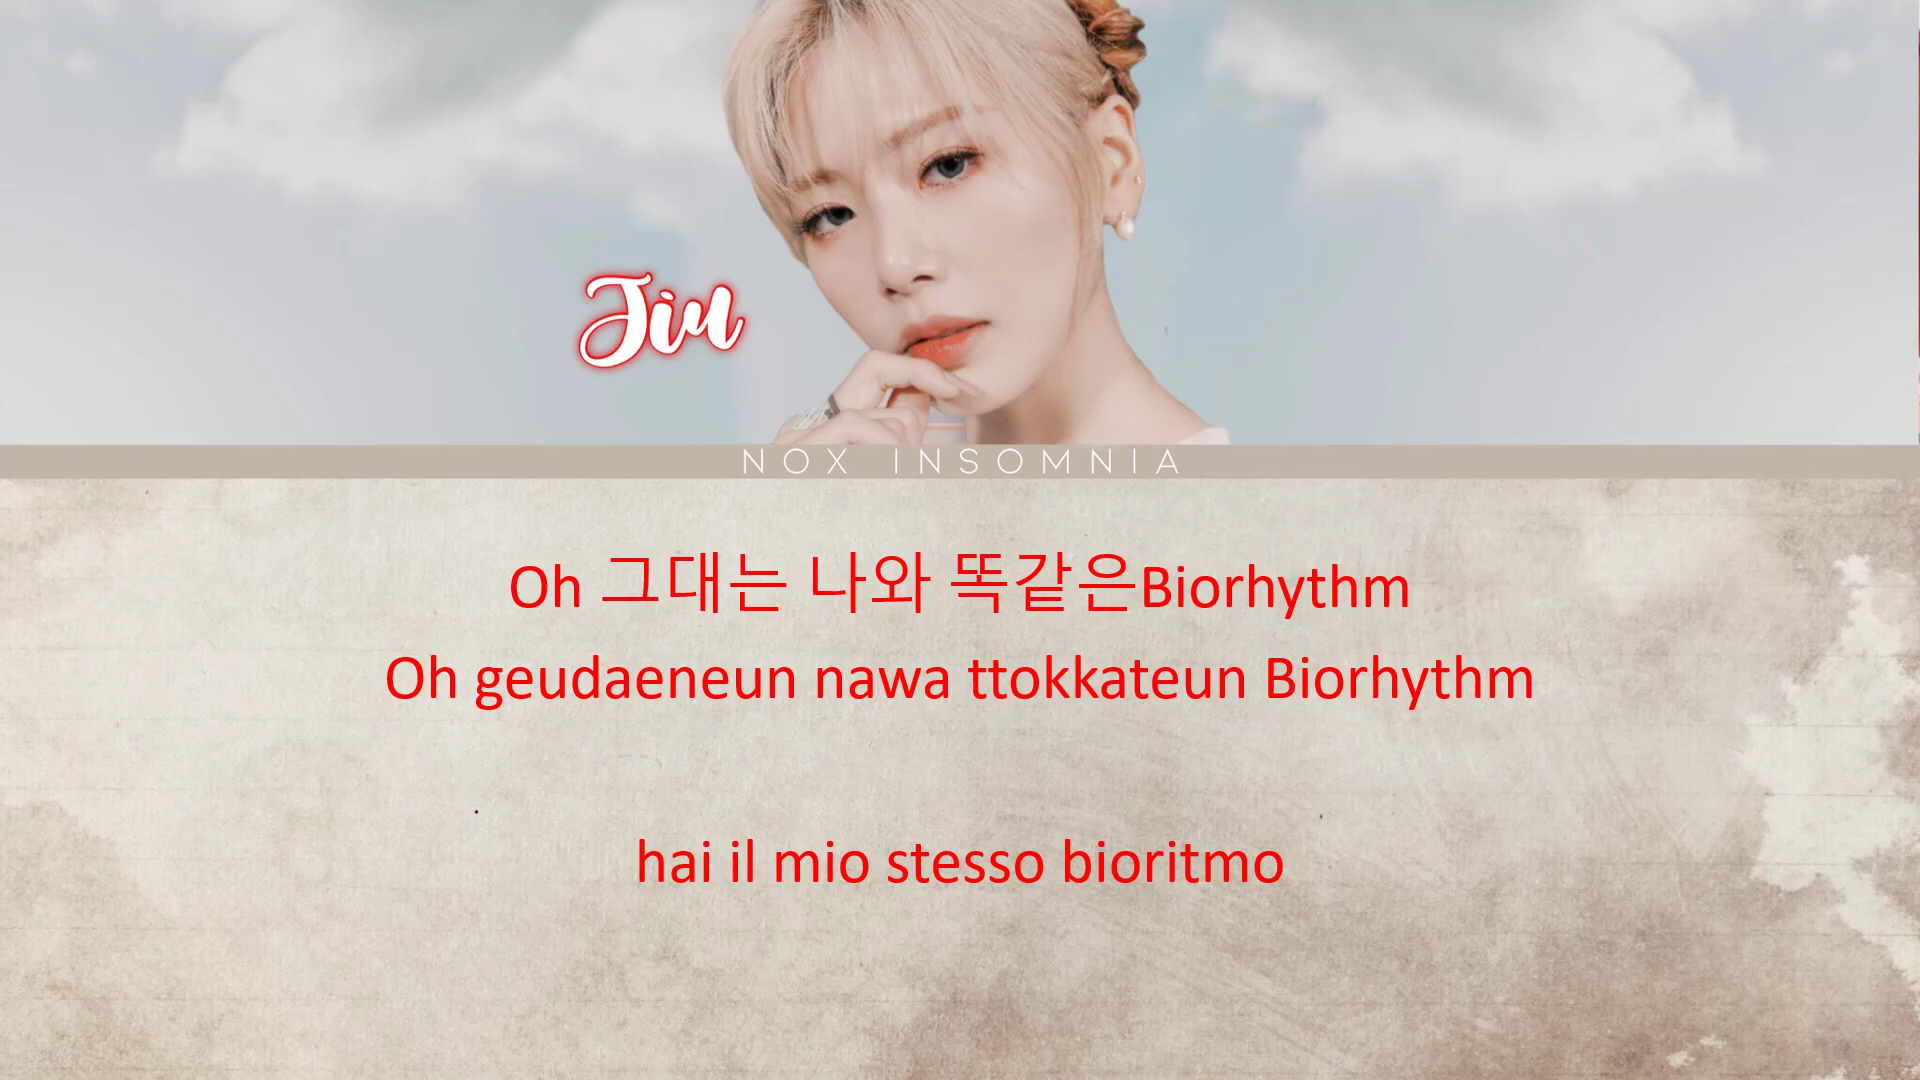 Jiu
NOX INSOMNIA
Oh 그대는 나와 똑같은Biorhythm
Oh geudaeneun nawa ttokkateun Biorhythm
hai il mio stesso bioritmo